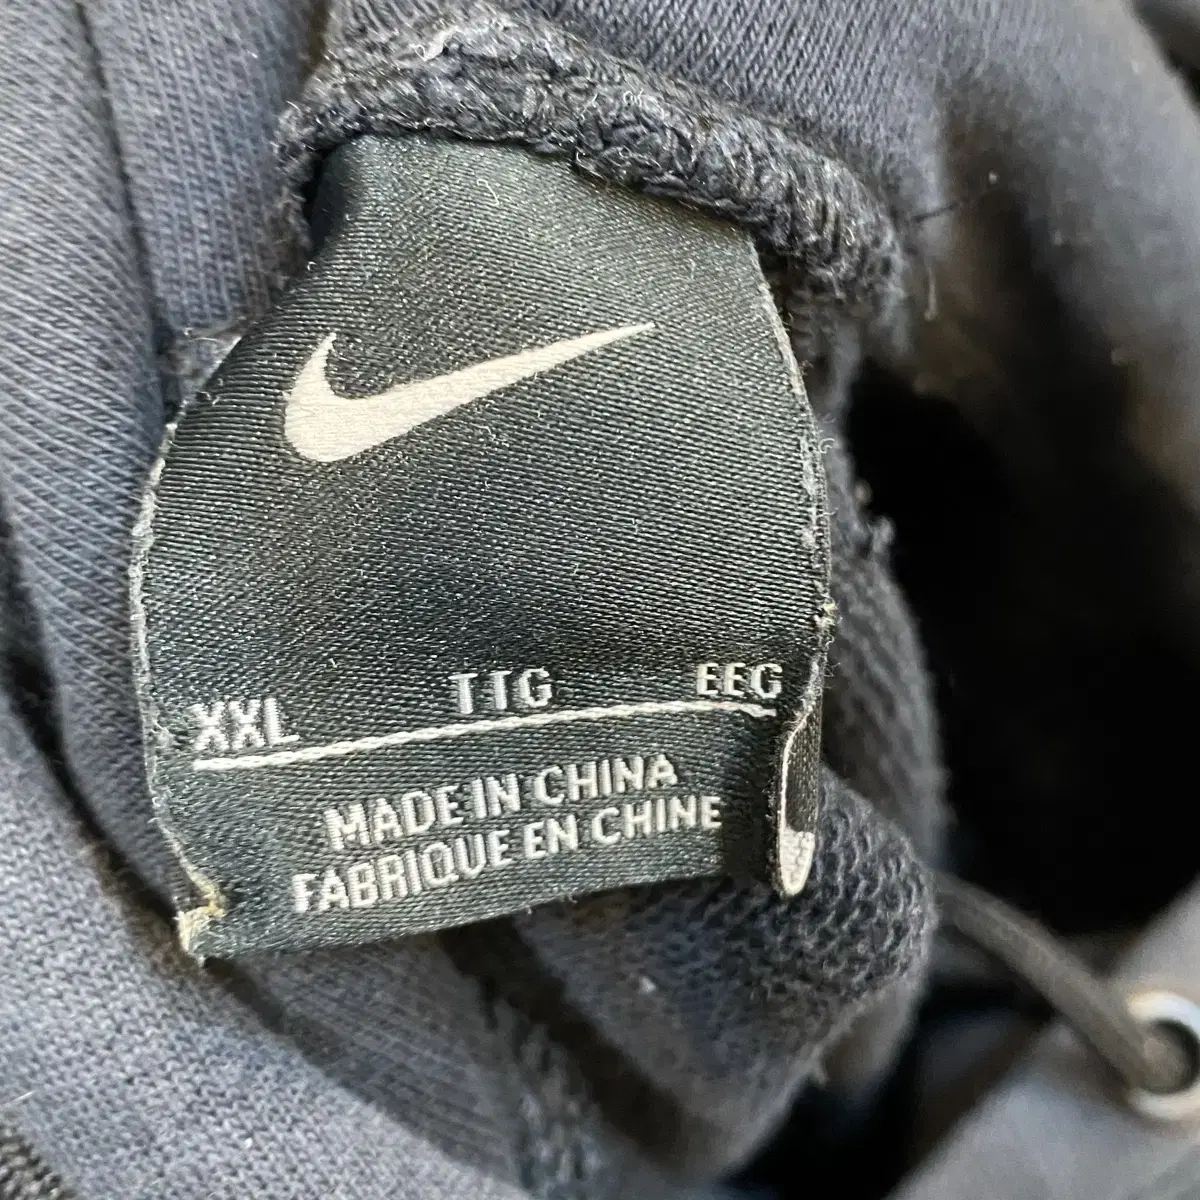 XXL TTG EEG
MADE IN CHINA
FABRIQUE EN CHINE